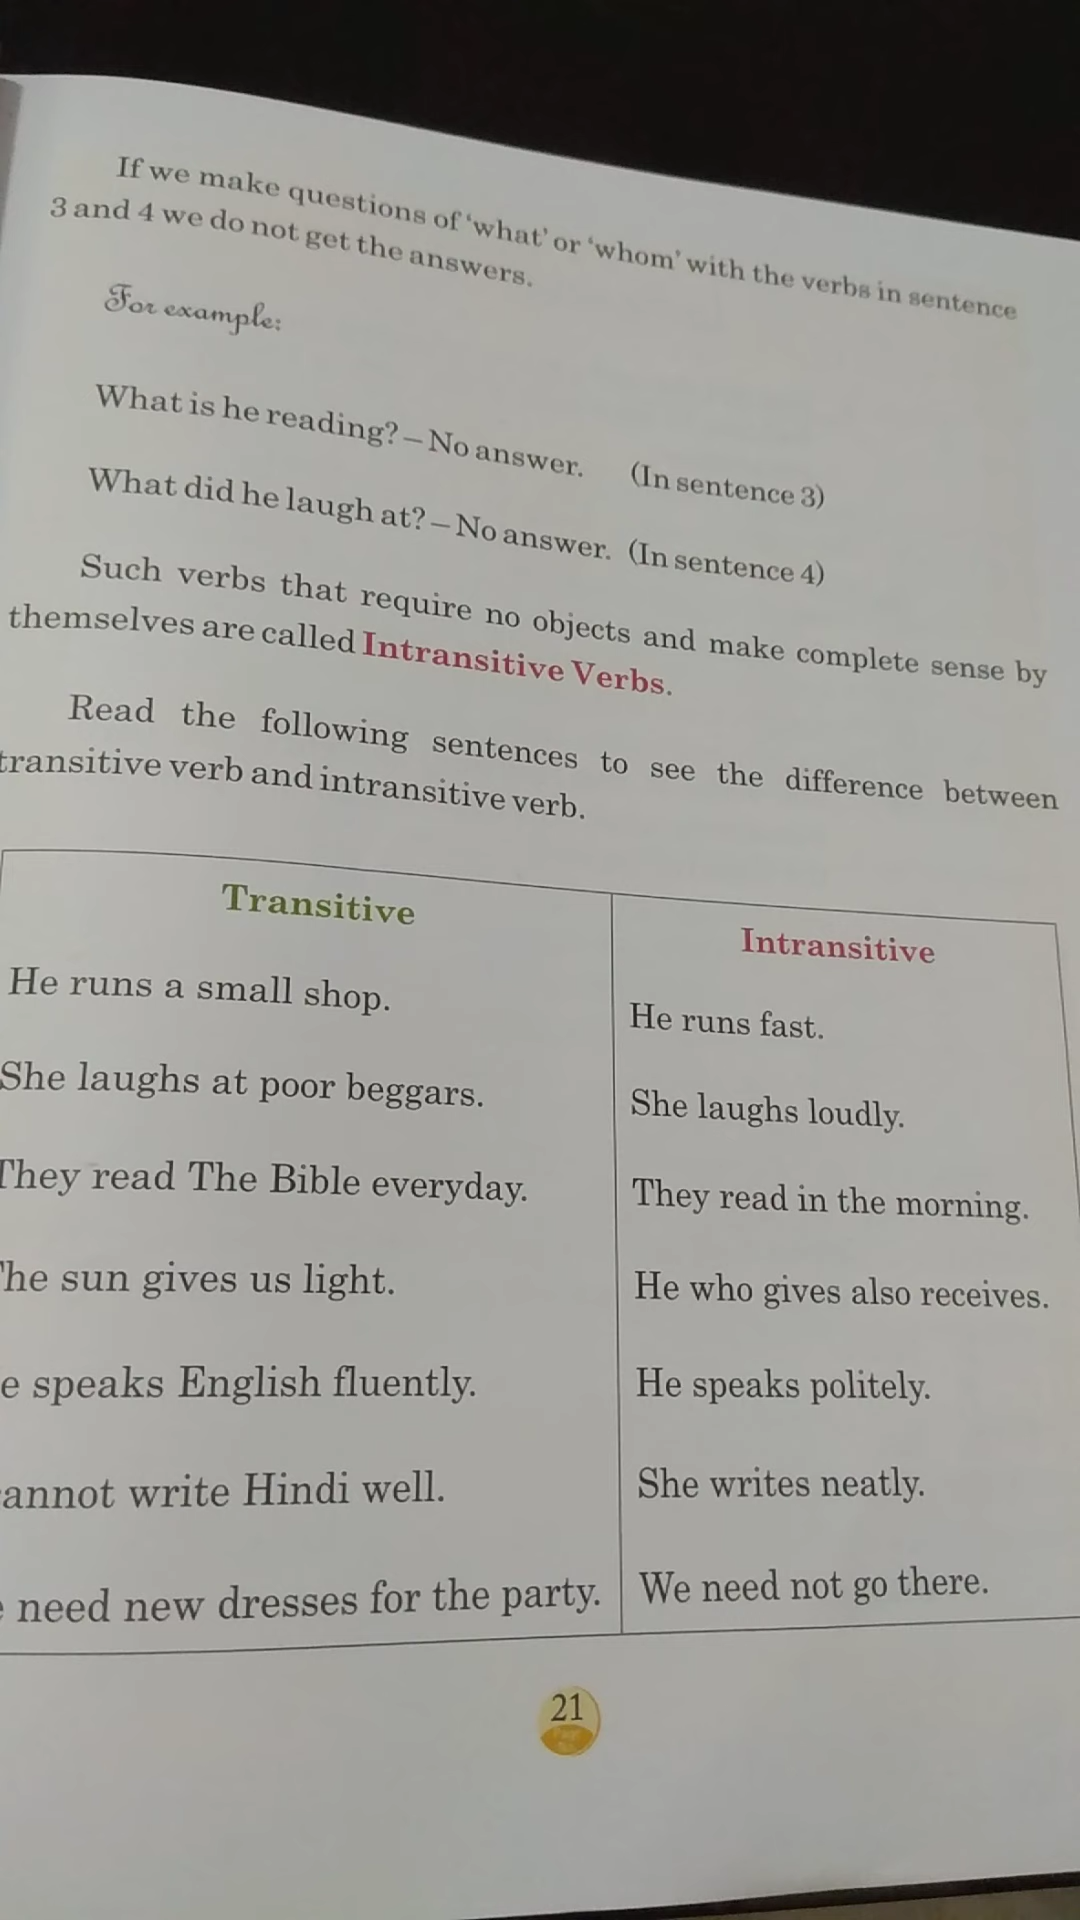 If we make questions of ‘what’ or ‘whom’ with the verbs in sentence
3 and 4 we do not get the answers.
For example:
What is he reading? – No answer. (In sentence 3)
What did he laugh at? – No answer. (In sentence 4)
Such verbs that require no objects and make complete sense by
themselves are called Intransitive Verbs.
Read the following sentences to see the difference between
transitive verb and intransitive verb.
Transitive
He runs a small shop.
She laughs at poor beggars.
They read The Bible everyday.
The sun gives us light.
speaks English fluently.
write Hindi well.
need new dresses for the party.
Intransitive
He runs fast.
She laughs loudly.
They read in the morning.
He who gives also receives.
He speaks politely.
She writes neatly.
We need not go there.
21